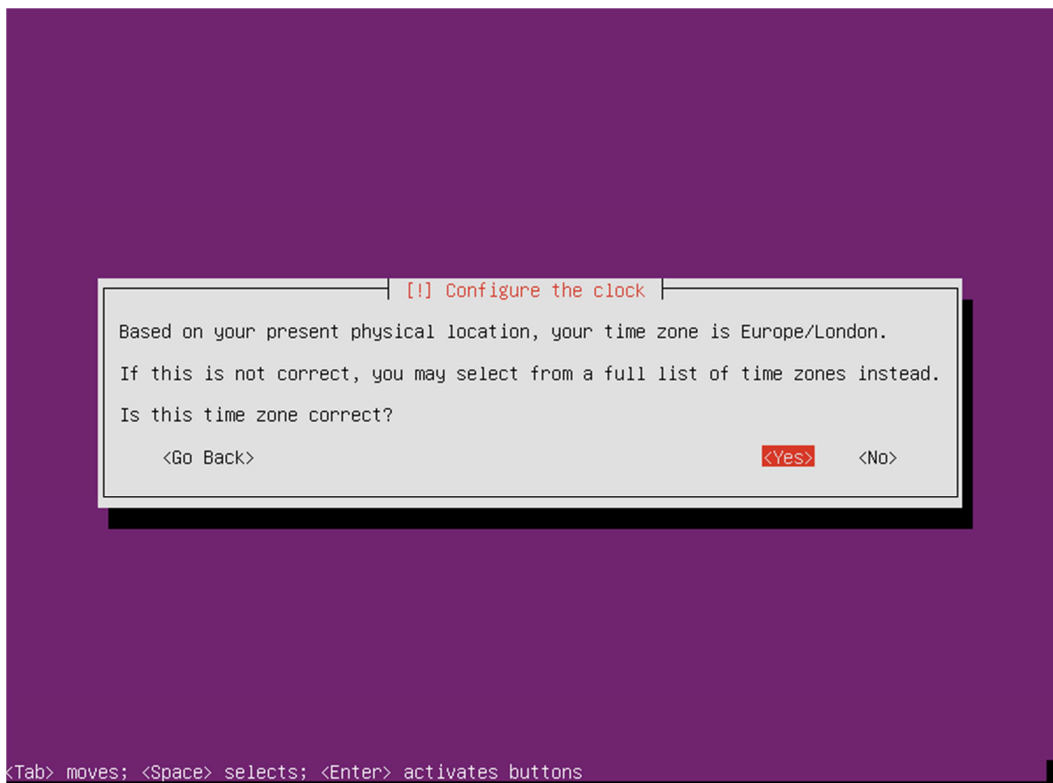 [!] Configure the clock
Based on your present physical location, your time zone is Europe/London.
If this is not correct, you may select from a full list of time zones instead.
Is this time zone correct?
<Go Back> <Yes> <No>
<Tab> moves; <Space> selects; <Enter> activates buttons